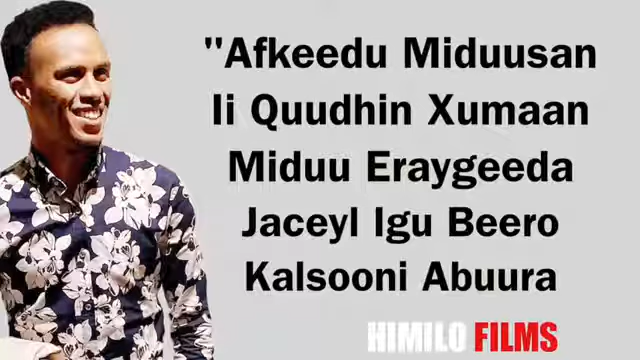 "Afkeedu Miduusan
Ii Quudhin Xumaan
Miduu Eraygeeda
Jaceyl Igu Beero
Kalsooni Abuura
HIMILO FILMS